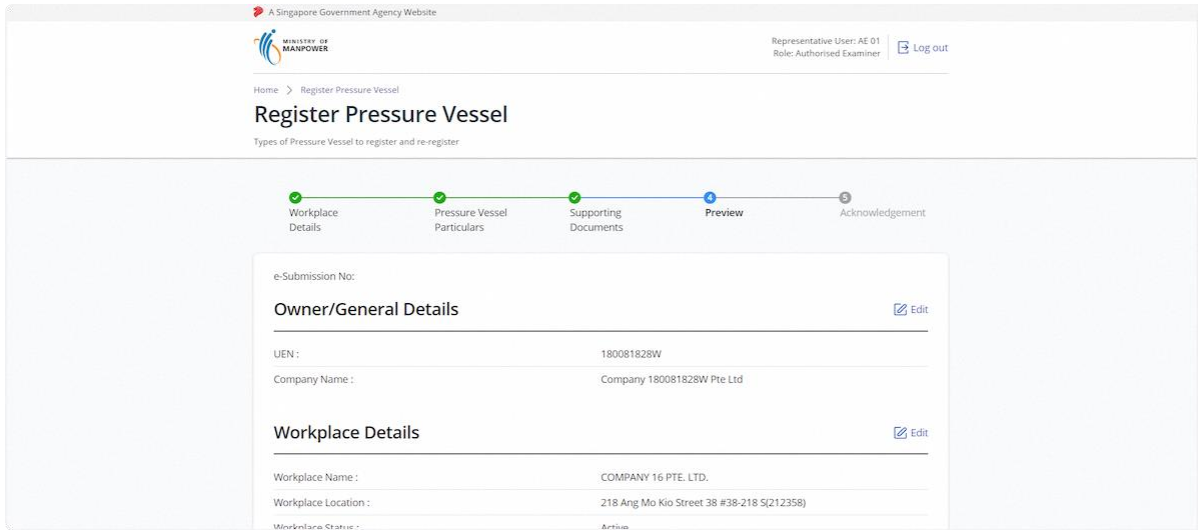 A Singapore Government Agency Website
MINISTRY OF
MANPOWER
Representative User: AE 01
Role: Authorised Examiner
Log out
Home > Register Pressure Vessel
Register Pressure Vessel
Types of Pressure Vessel to register and re-register
4 5
Workplace Details
Pressure Vessel Particulars
Supporting Documents
Preview
Acknowledgement
e-Submission No:
Owner/General Details Edit
UEN : 180081828W
Company Name : Company 180081828W Pte Ltd
Workplace Details Edit
Workplace Name : COMPANY 16 PTE. LTD.
Workplace Location : 218 Ang Mo Kio Street 38 #38-218 S(212358)
Workplace Status : Active